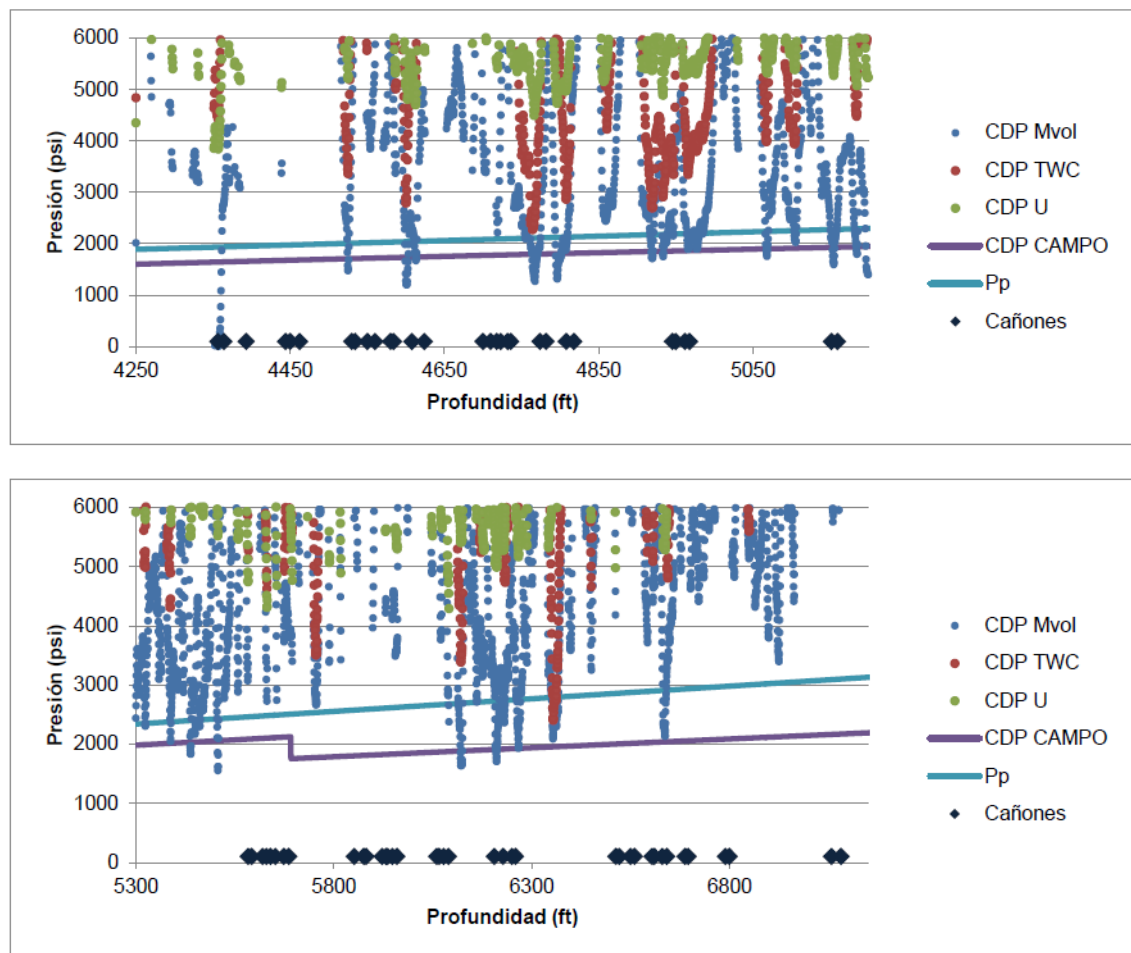 6000
5000
4000
3000
2000
1000
0
Presión (psi)
4250
4450
4650
4850
5050
Profundidad (ft)
CDP Mvol
CDP TWC
CDP U
CDP CAMPO
Pp
Cañones
6000
5000
4000
3000
2000
1000
0
Presión (psi)
5300
5800
6300
6800
Profundidad (ft)
CDP Mvol
CDP TWC
CDP U
CDP CAMPO
Pp
Cañones